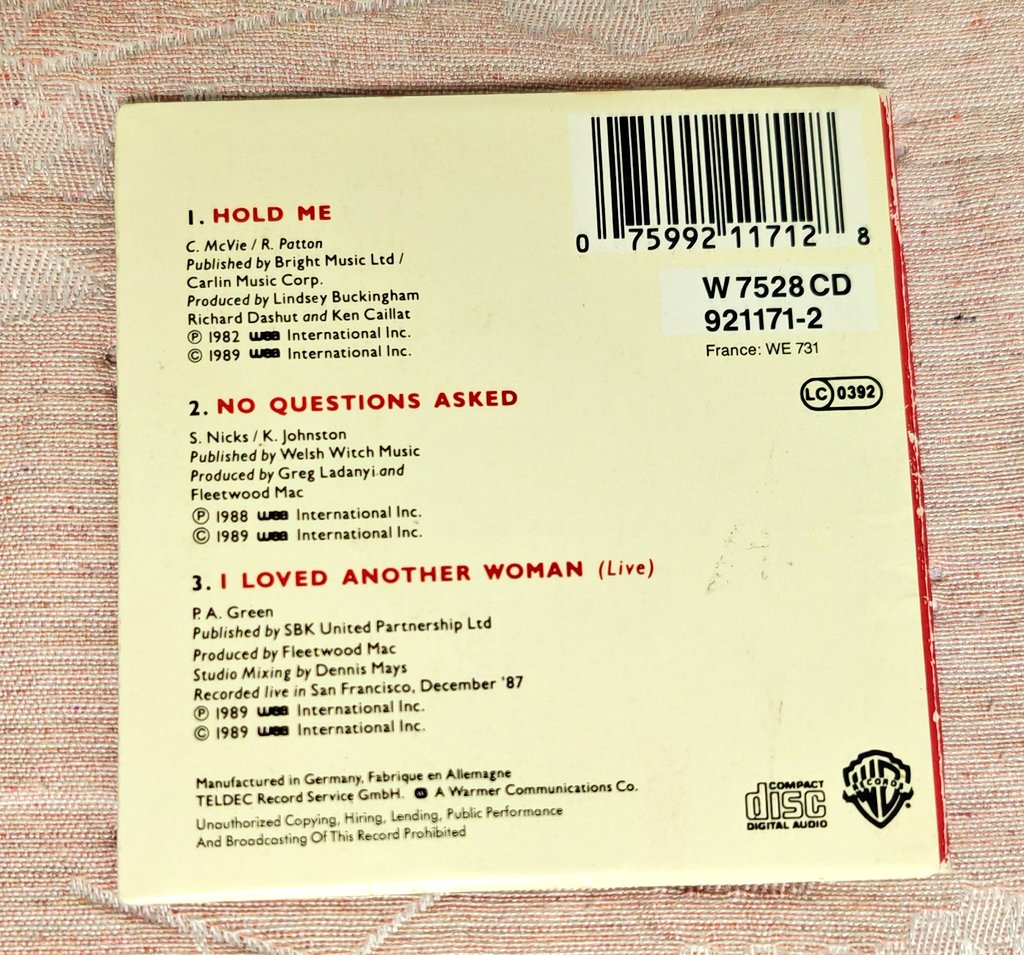 1. HOLD ME
C. McVie / R. Patton
Published by Bright Music Ltd /
Carlin Music Corp.
Produced by Lindsey Buckingham
Richard Dashut and Ken Caillat
℗ 1982 wea International Inc.
© 1989 wea International Inc.
2. NO QUESTIONS ASKED
S. Nicks / K. Johnston
Published by Welsh Witch Music
Produced by Greg Ladanyi and
Fleetwood Mac
℗ 1988 wea International Inc.
© 1989 wea International Inc.
3. I LOVED ANOTHER WOMAN (Live)
P. A. Green
Published by SBK United Partnership Ltd
Produced by Fleetwood Mac
Studio Mixing by Dennis Mays
Recorded live in San Francisco, December '87
℗ 1989 wea International Inc.
© 1989 wea International Inc.
Manufactured in Germany, Fabrique en Allemagne
TELDEC Record Service GmbH. A Warner Communications Co.
Unauthorized Copying, Hiring, Lending, Public Performance
And Broadcasting Of This Record Prohibited
0 75992 11712 8
W 7528 CD
921171-2
France: WE 731
LC 0392
COMPACT
disc
DIGITAL AUDIO
WB
RECORDS